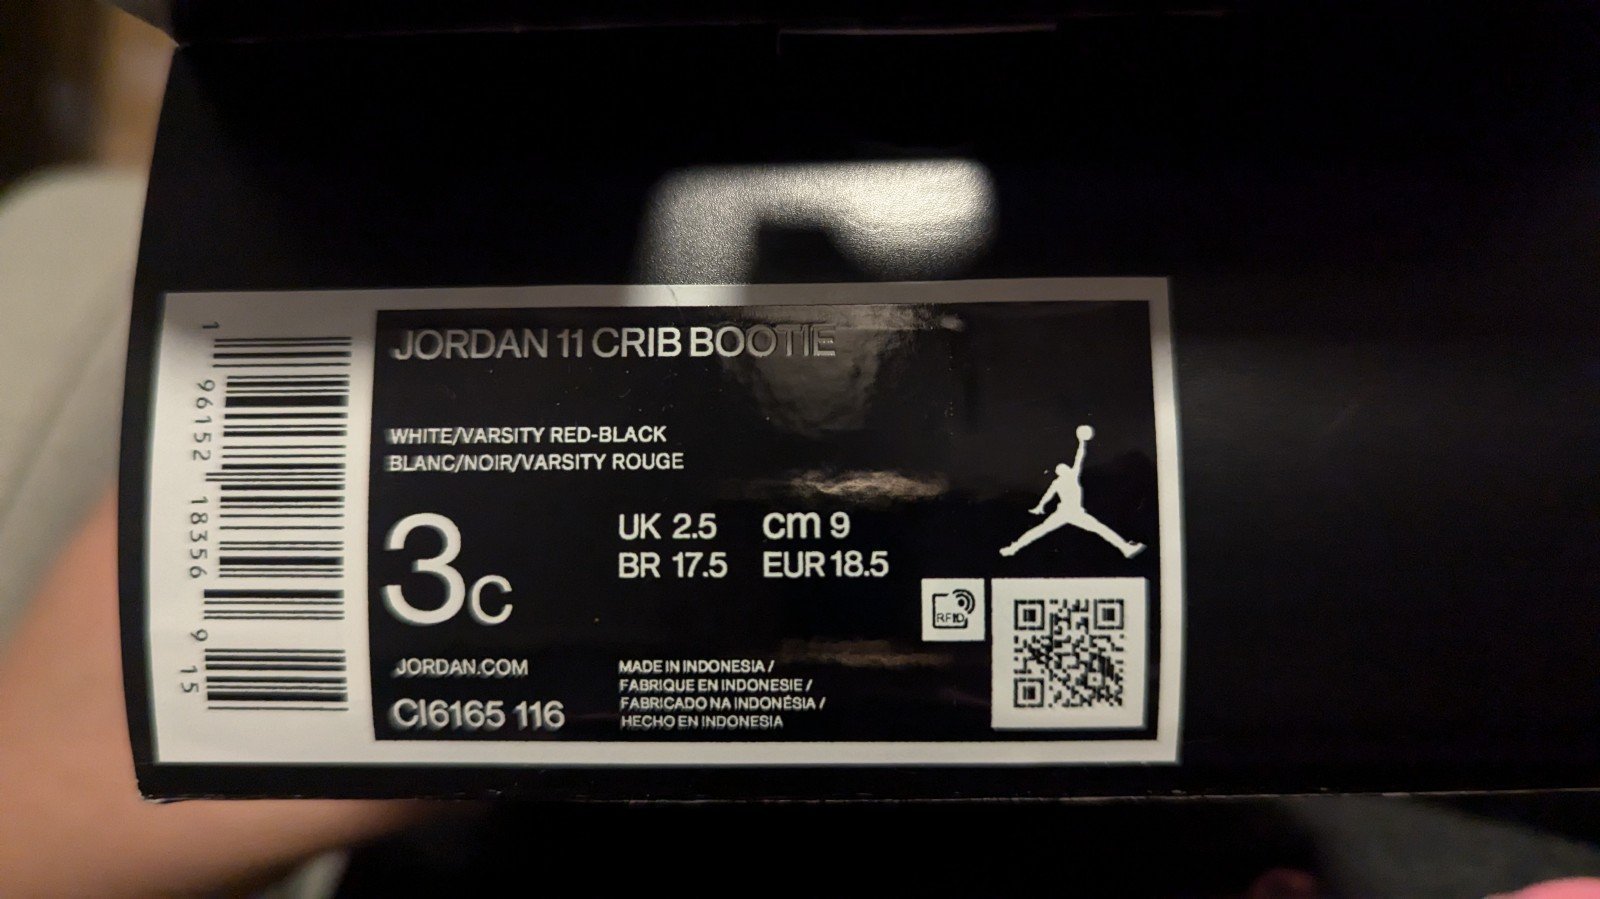 JORDAN 11 CRIB BOOTIE
WHITE/VARSITY RED-BLACK
BLANC/NOIR/VARSITY ROUGE
3C
UK 2.5 cm 9
BR 17.5 EUR 18.5
RFID
JORDAN.COM
CI6165 116
MADE IN INDONESIA /
FABRIQUE EN INDONESIE /
FABRICADO NA INDONÉSIA /
HECHO EN INDONESIA
1 96152 18356 9 15